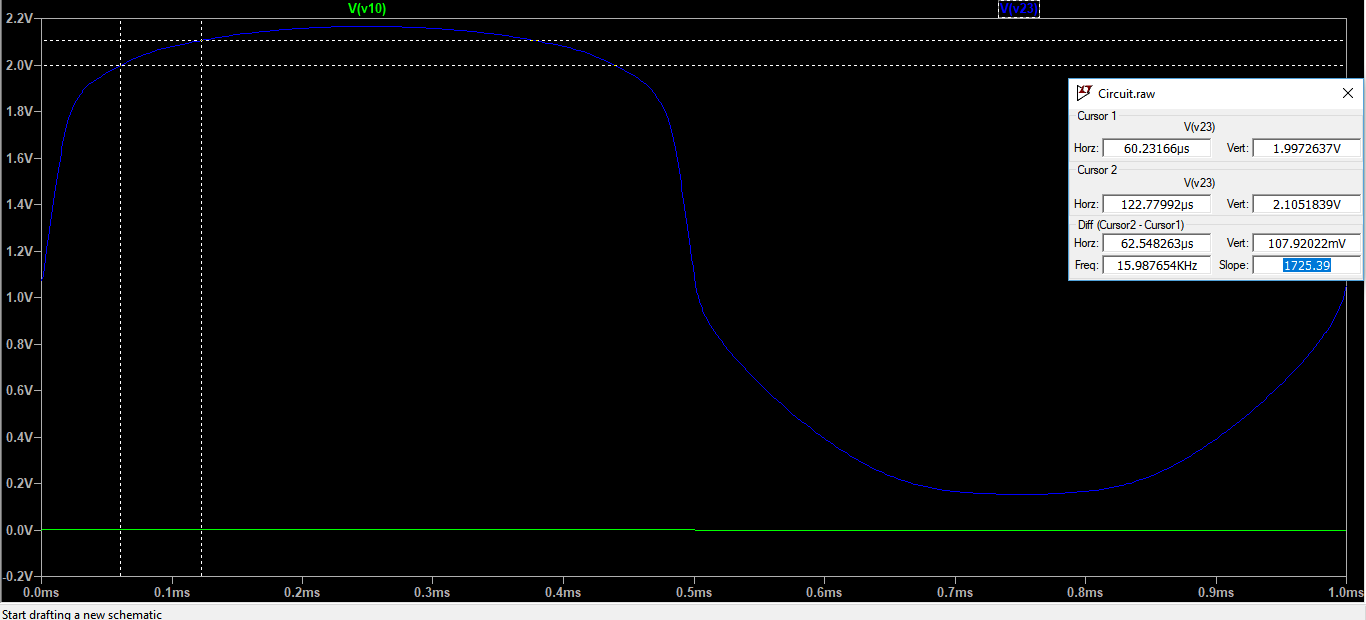 V(v10) V(v23)
2.2V
2.0V
1.8V
1.6V
1.4V
1.2V
1.0V
0.8V
0.6V
0.4V
0.2V
0.0V
-0.2V
0.0ms 0.1ms 0.2ms 0.3ms 0.4ms 0.5ms 0.6ms 0.7ms 0.8ms 0.9ms 1.0ms
Circuit.raw
Cursor 1
V(v23)
Horz: 60.23166µs Vert: 1.9972637V
Cursor 2
V(v23)
Horz: 122.77992µs Vert: 2.1051839V
Diff (Cursor2 - Cursor1)
Horz: 62.548263µs Vert: 107.92022mV
Freq: 15.987654KHz Slope: 1725.39
Start drafting a new schematic